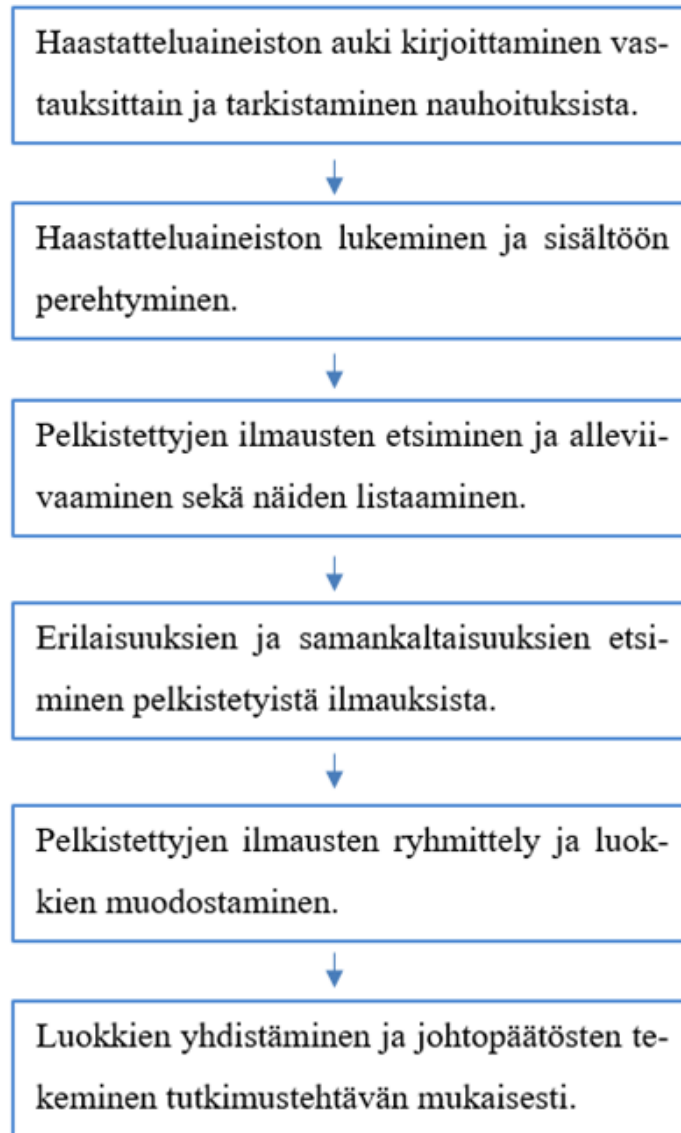 Haastatteluaineiston auki kirjoittaminen vas-
tauksittain ja tarkistaminen nauhoituksista.
Haastatteluaineiston lukeminen ja sisältöön
perehtyminen.
Pelkistettyjen ilmausten etsiminen ja alleviі-
vaaminen sekä näiden listaaminen.
Erilaisuuksien ja samankaltaisuuksien etsi-
minen pelkistetyistä ilmauksista.
Pelkistettyjen ilmausten ryhmittely ja luok-
kien muodostaminen.
Luokkien yhdistäminen ja johtopäätösten te-
keminen tutkimustehtävän mukaisesti.